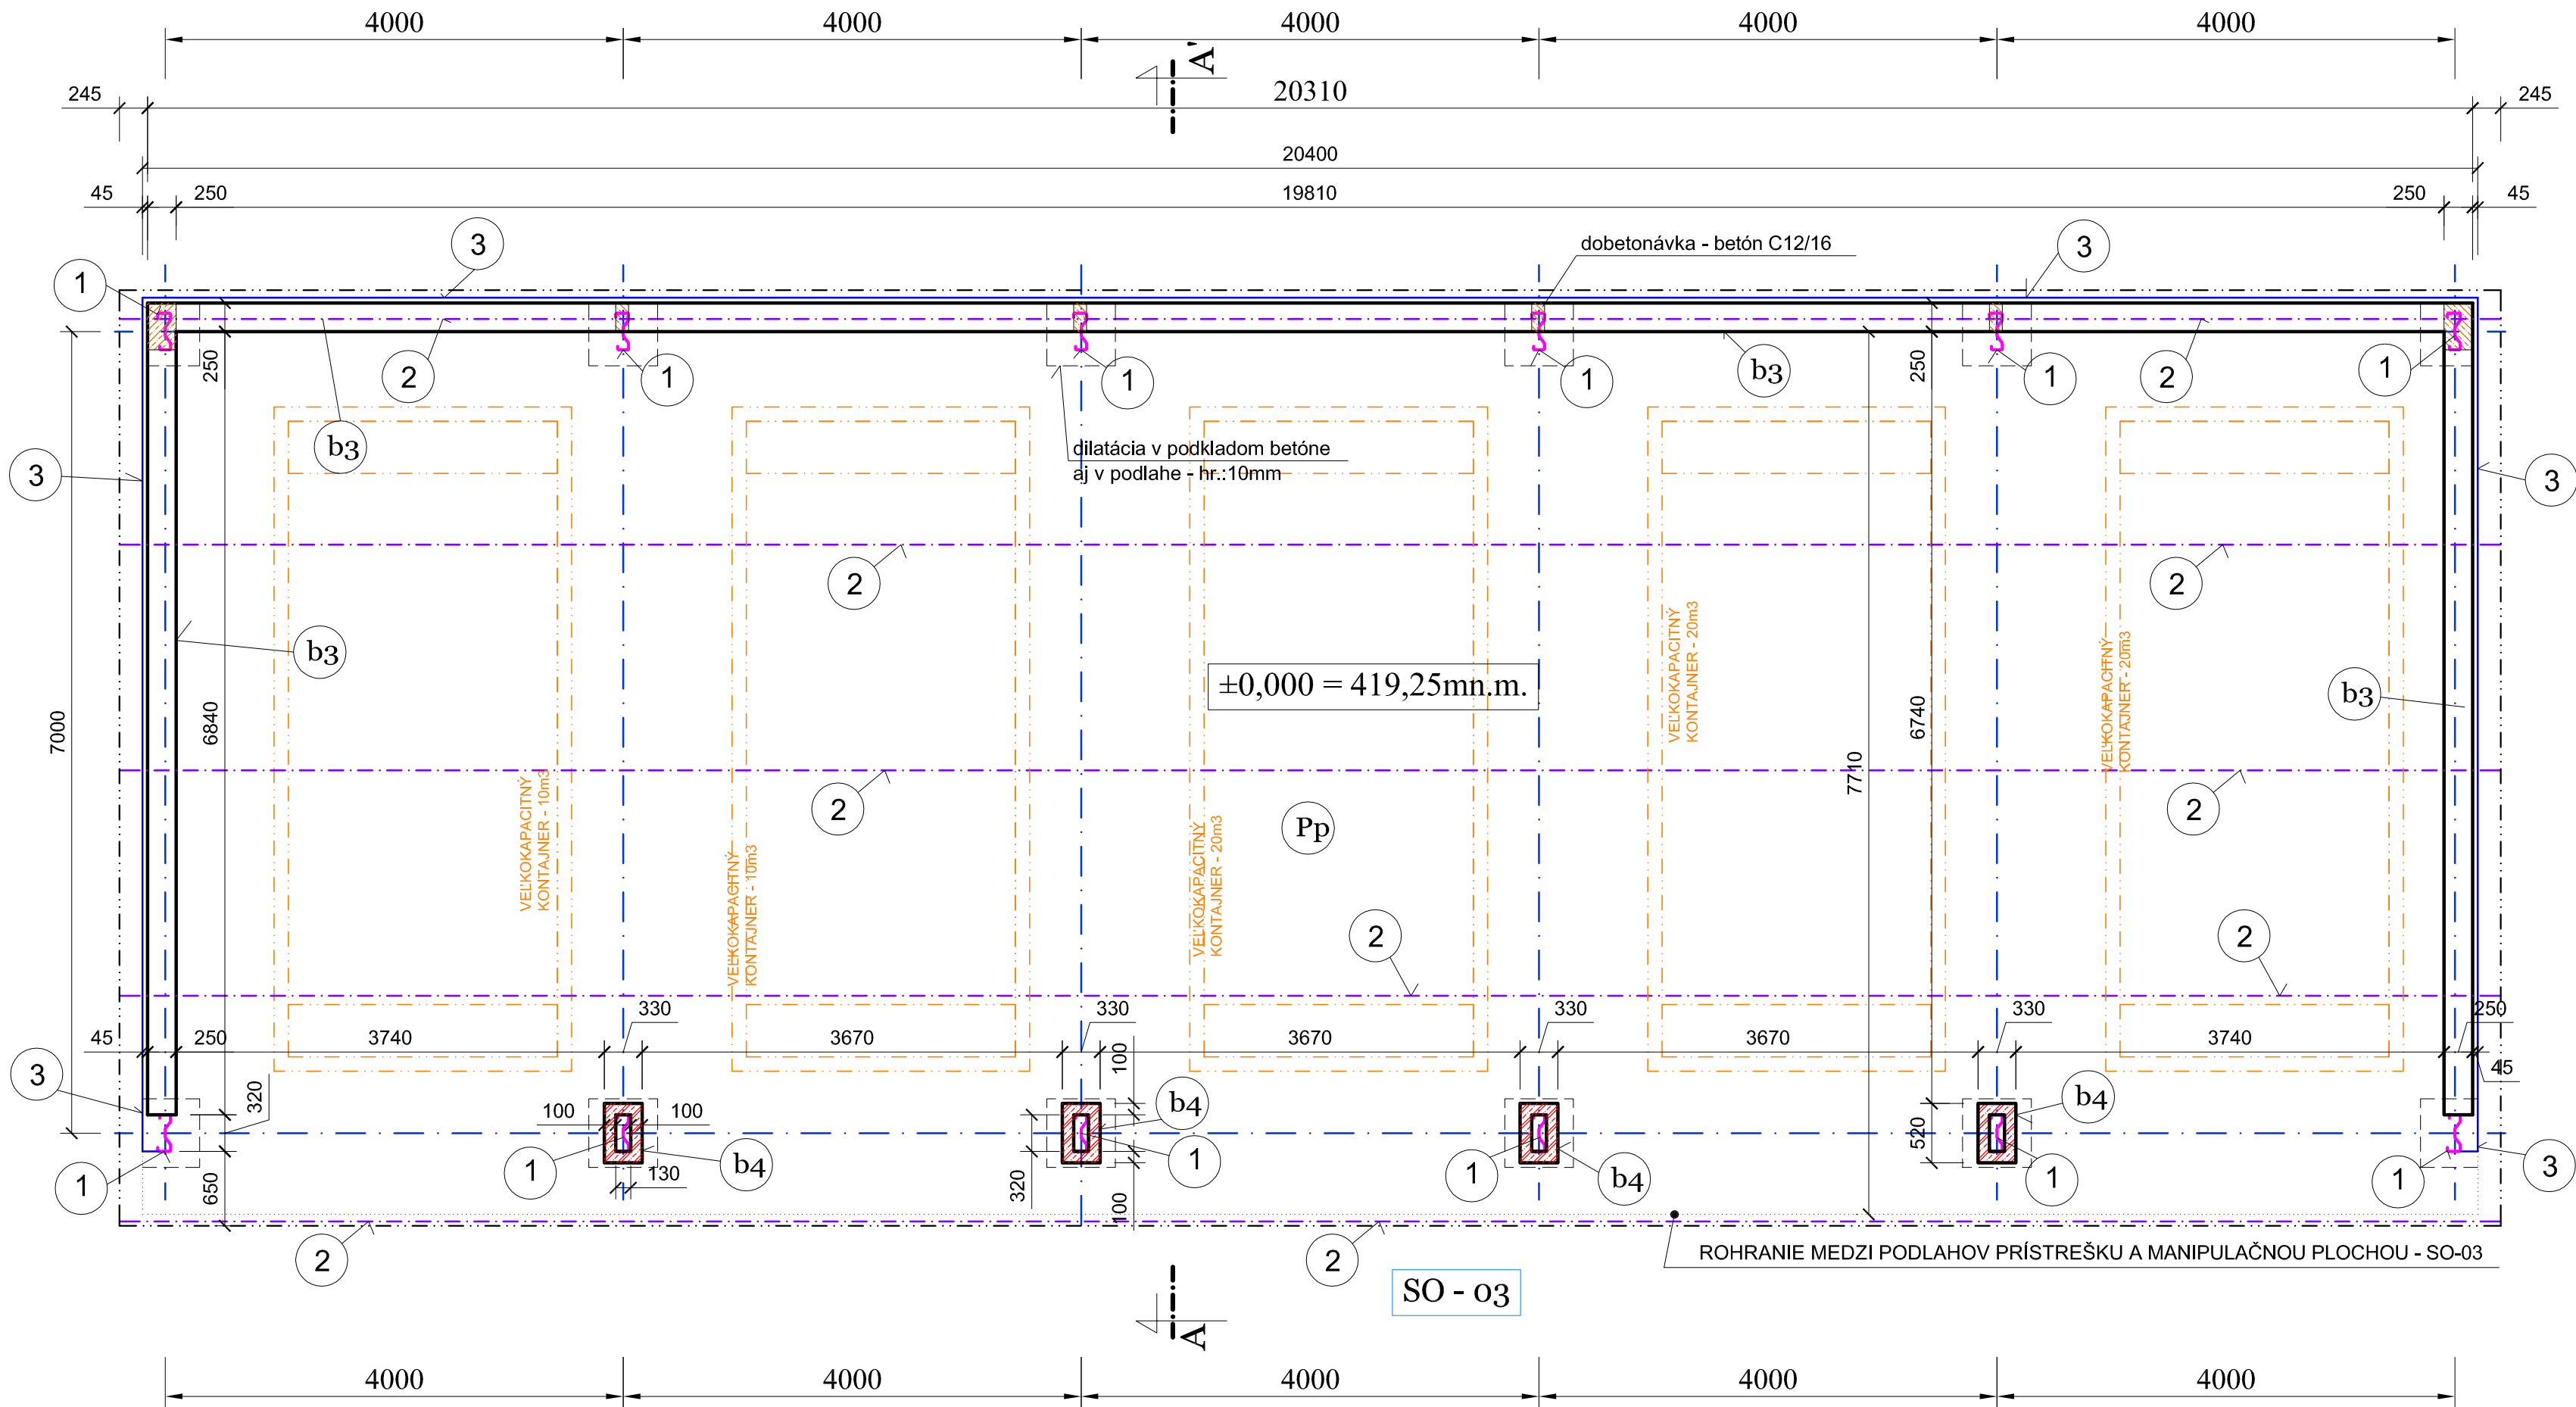 4000 4000 4000 4000 4000
A'
245 20310 245
20400
45 250 19810 250 45
3 dobetonávka - betón C12/16 3
1
250 2 1 1 1 b3 250 1 2 1
b3
dilatácia v podkladom betóne
aj v podlahe - hr.:10mm
3 3
2 2
b3
±0,000 = 419,25mn.m.
b3
7000 6840 7710 6740
VEĽKOKAPACITNÝ
KONTAJNER - 10m3
VEĽKOKAPACITNÝ
KONTAJNER - 10m3
VEĽKOKAPACITNÝ
KONTAJNER - 20m3
VEĽKOKAPACITNÝ
KONTAJNER - 20m3
VEĽKOKAPACITNÝ
KONTAJNER - 20m3
2 Pp 2
2 2
330 330 330 330 250
45 250 3740 3670 3670 3670 3740
3 320 100 45
100 100 b4 b4
1 650 1 130 b4 320 100 1 1 b4 520 1 1 3
2 2
ROHRANIE MEDZI PODLAHOV PRÍSTREŠKU A MANIPULAČNOU PLOCHOU - SO-03
SO - 03
A
4000 4000 4000 4000 4000